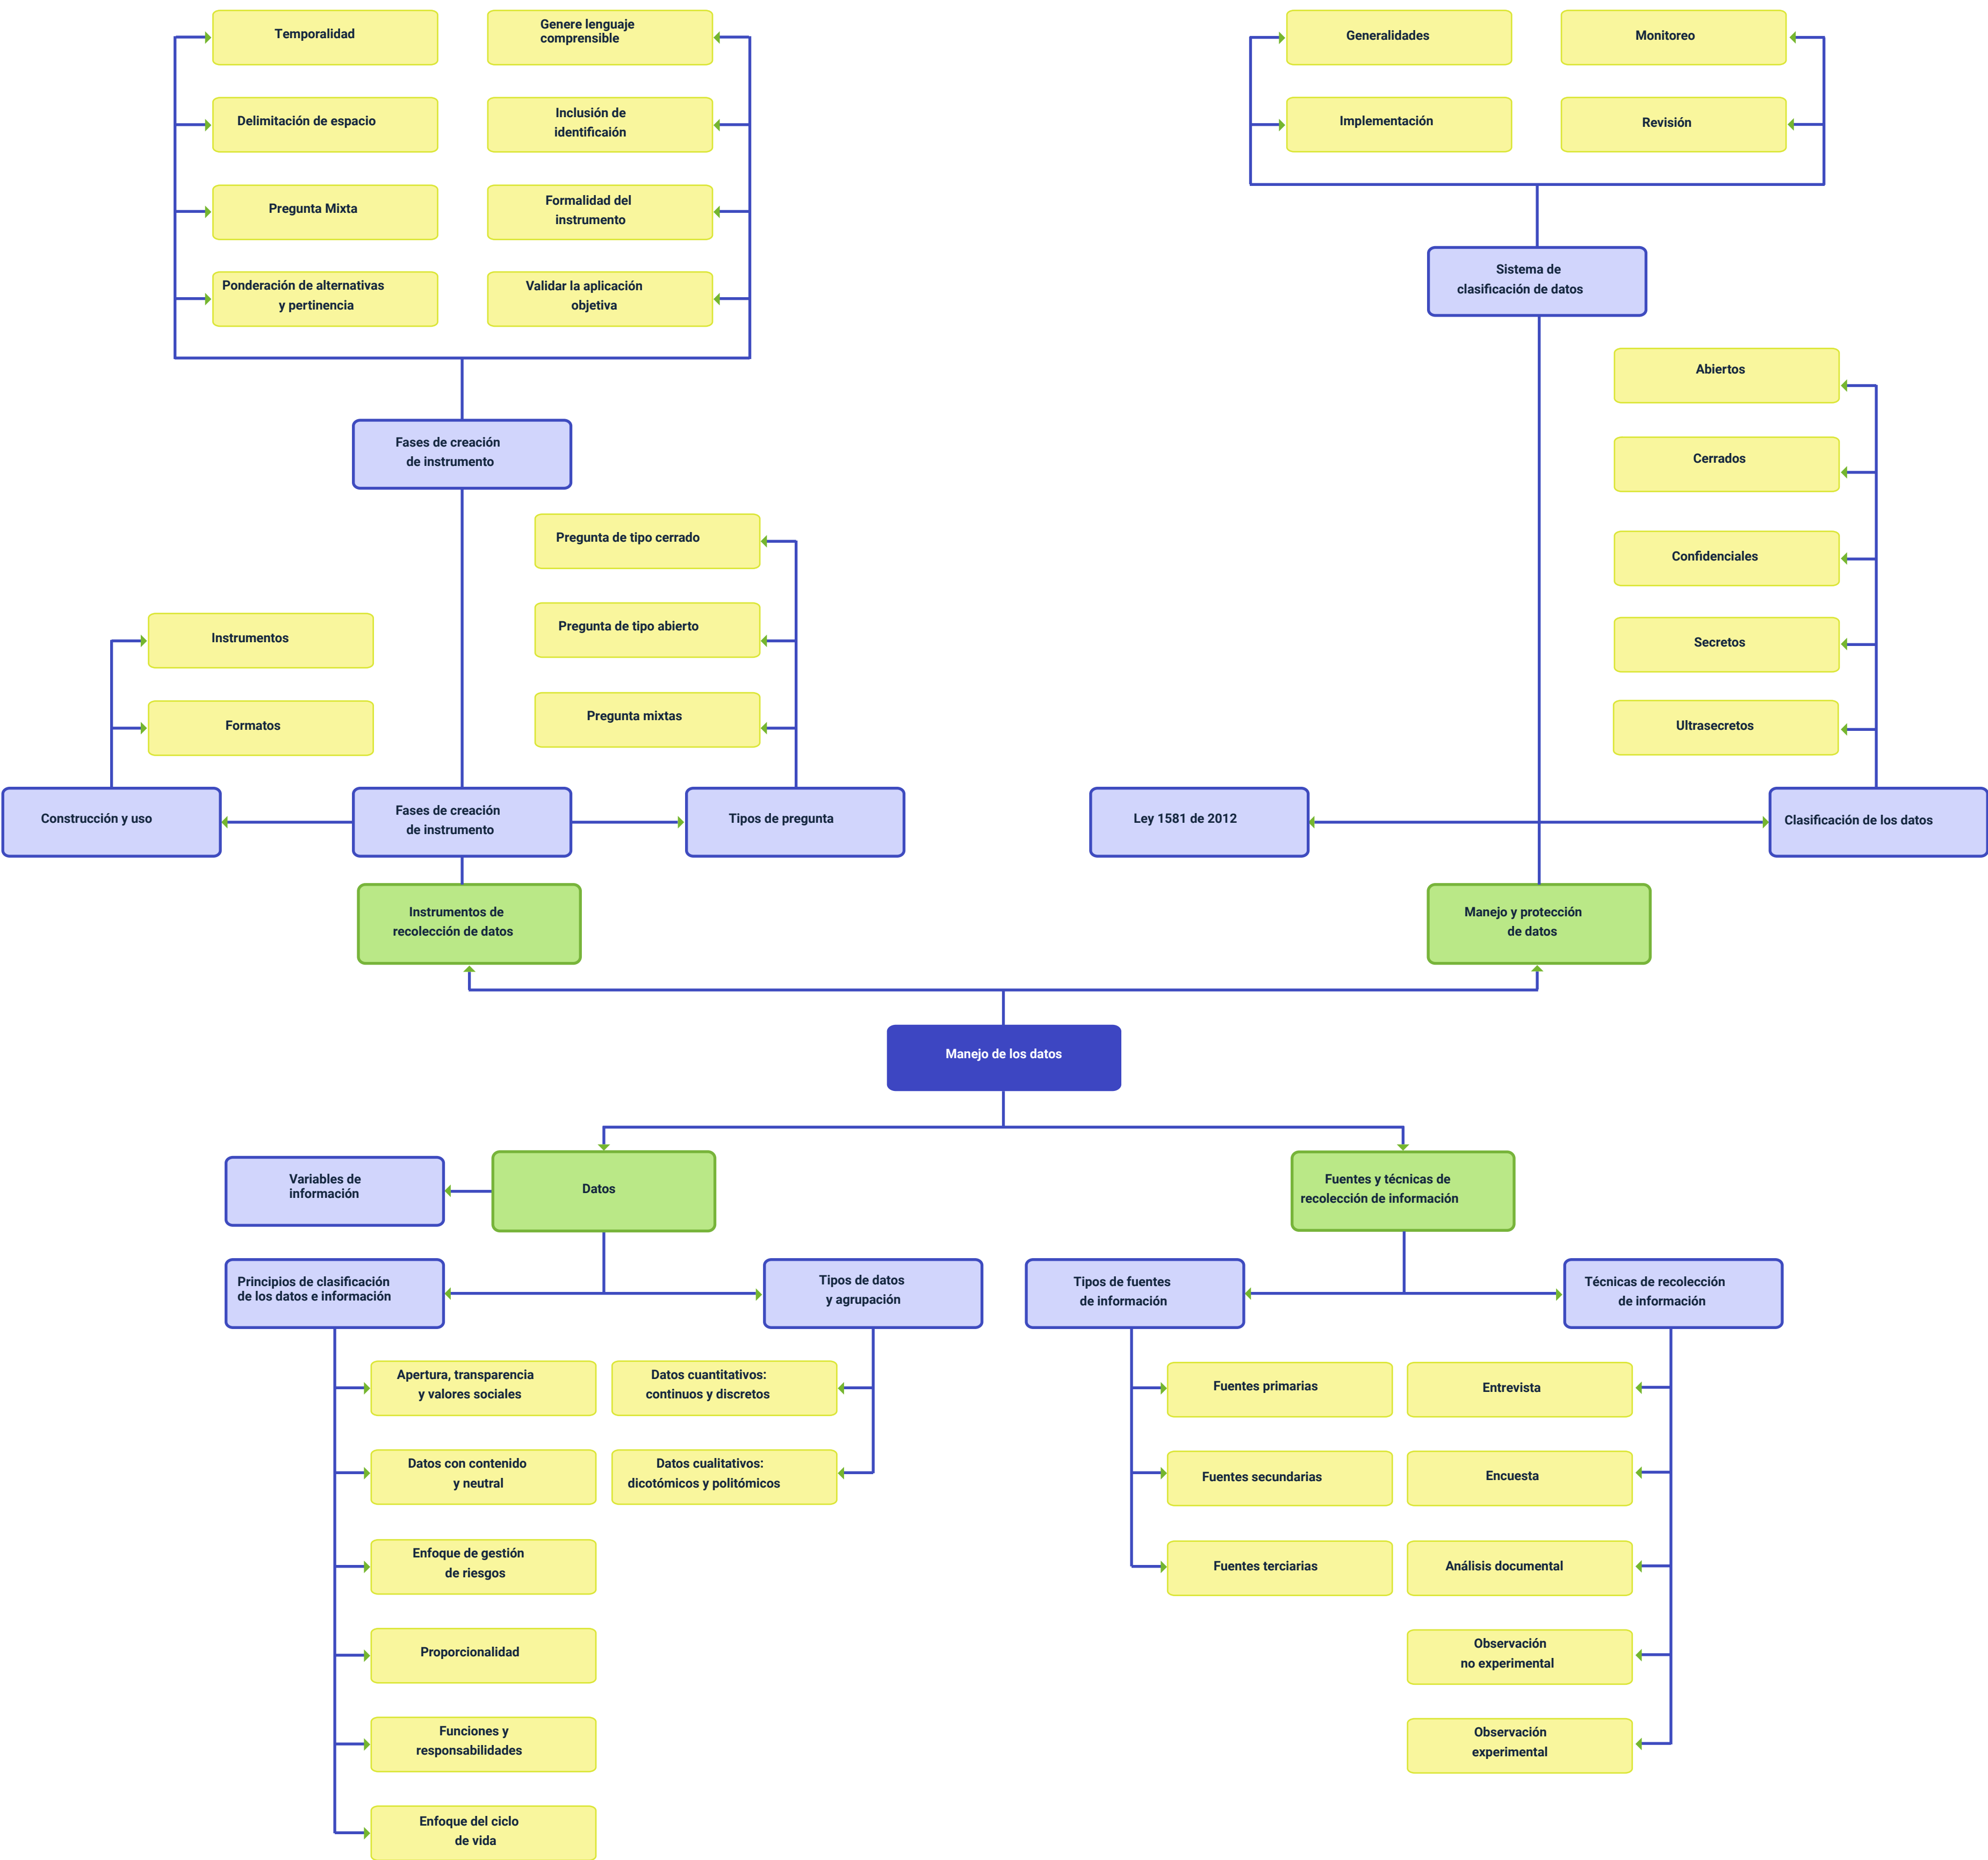 Temporalidad
Genere lenguaje
comprensible
Generalidades
Monitoreo
Delimitación de espacio
Inclusión de
identificaión
Implementación
Revisión
Pregunta Mixta
Formalidad del
instrumento
Ponderación de alternativas
y pertinencia
Validar la aplicación
objetiva
Sistema de
clasificación de datos
Abiertos
Fases de creación
de instrumento
Cerrados
Pregunta de tipo cerrado
Confidenciales
Instrumentos
Pregunta de tipo abierto
Secretos
Formatos
Pregunta mixtas
Ultrasecretos
Construcción y uso
Fases de creación
de instrumento
Tipos de pregunta
Ley 1581 de 2012
Clasificación de los datos
Instrumentos de
recolección de datos
Manejo y protección
de datos
Manejo de los datos
Variables de
información
Datos
Fuentes y técnicas de
recolección de información
Principios de clasificación
de los datos e información
Tipos de datos
y agrupación
Tipos de fuentes
de información
Técnicas de recolección
de información
Apertura, transparencia
y valores sociales
Datos cuantitativos:
continuos y discretos
Fuentes primarias
Entrevista
Datos con contenido
y neutral
Datos cualitativos:
dicotómicos y politómicos
Fuentes secundarias
Encuesta
Enfoque de gestión
de riesgos
Fuentes terciarias
Análisis documental
Proporcionalidad
Observación
no experimental
Funciones y
responsabilidades
Observación
experimental
Enfoque del ciclo
de vida